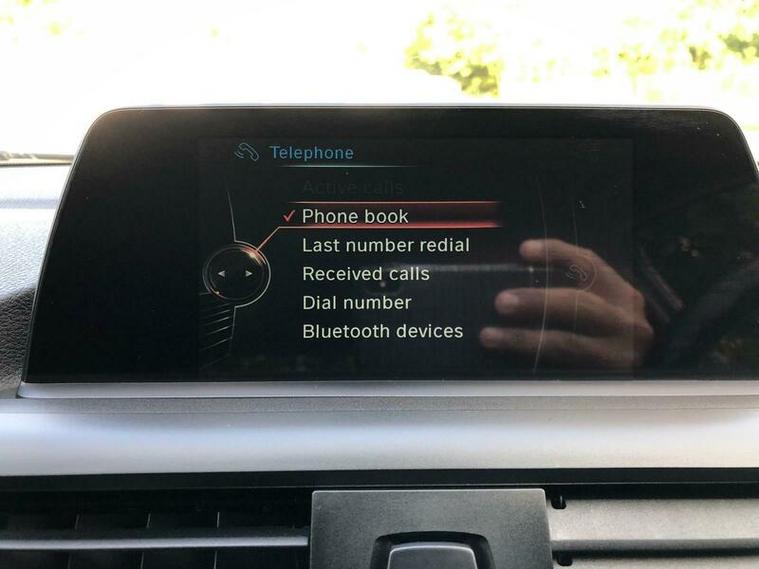 Telephone
Active calls
Phone book
Last number redial
Received calls
Dial number
Bluetooth devices